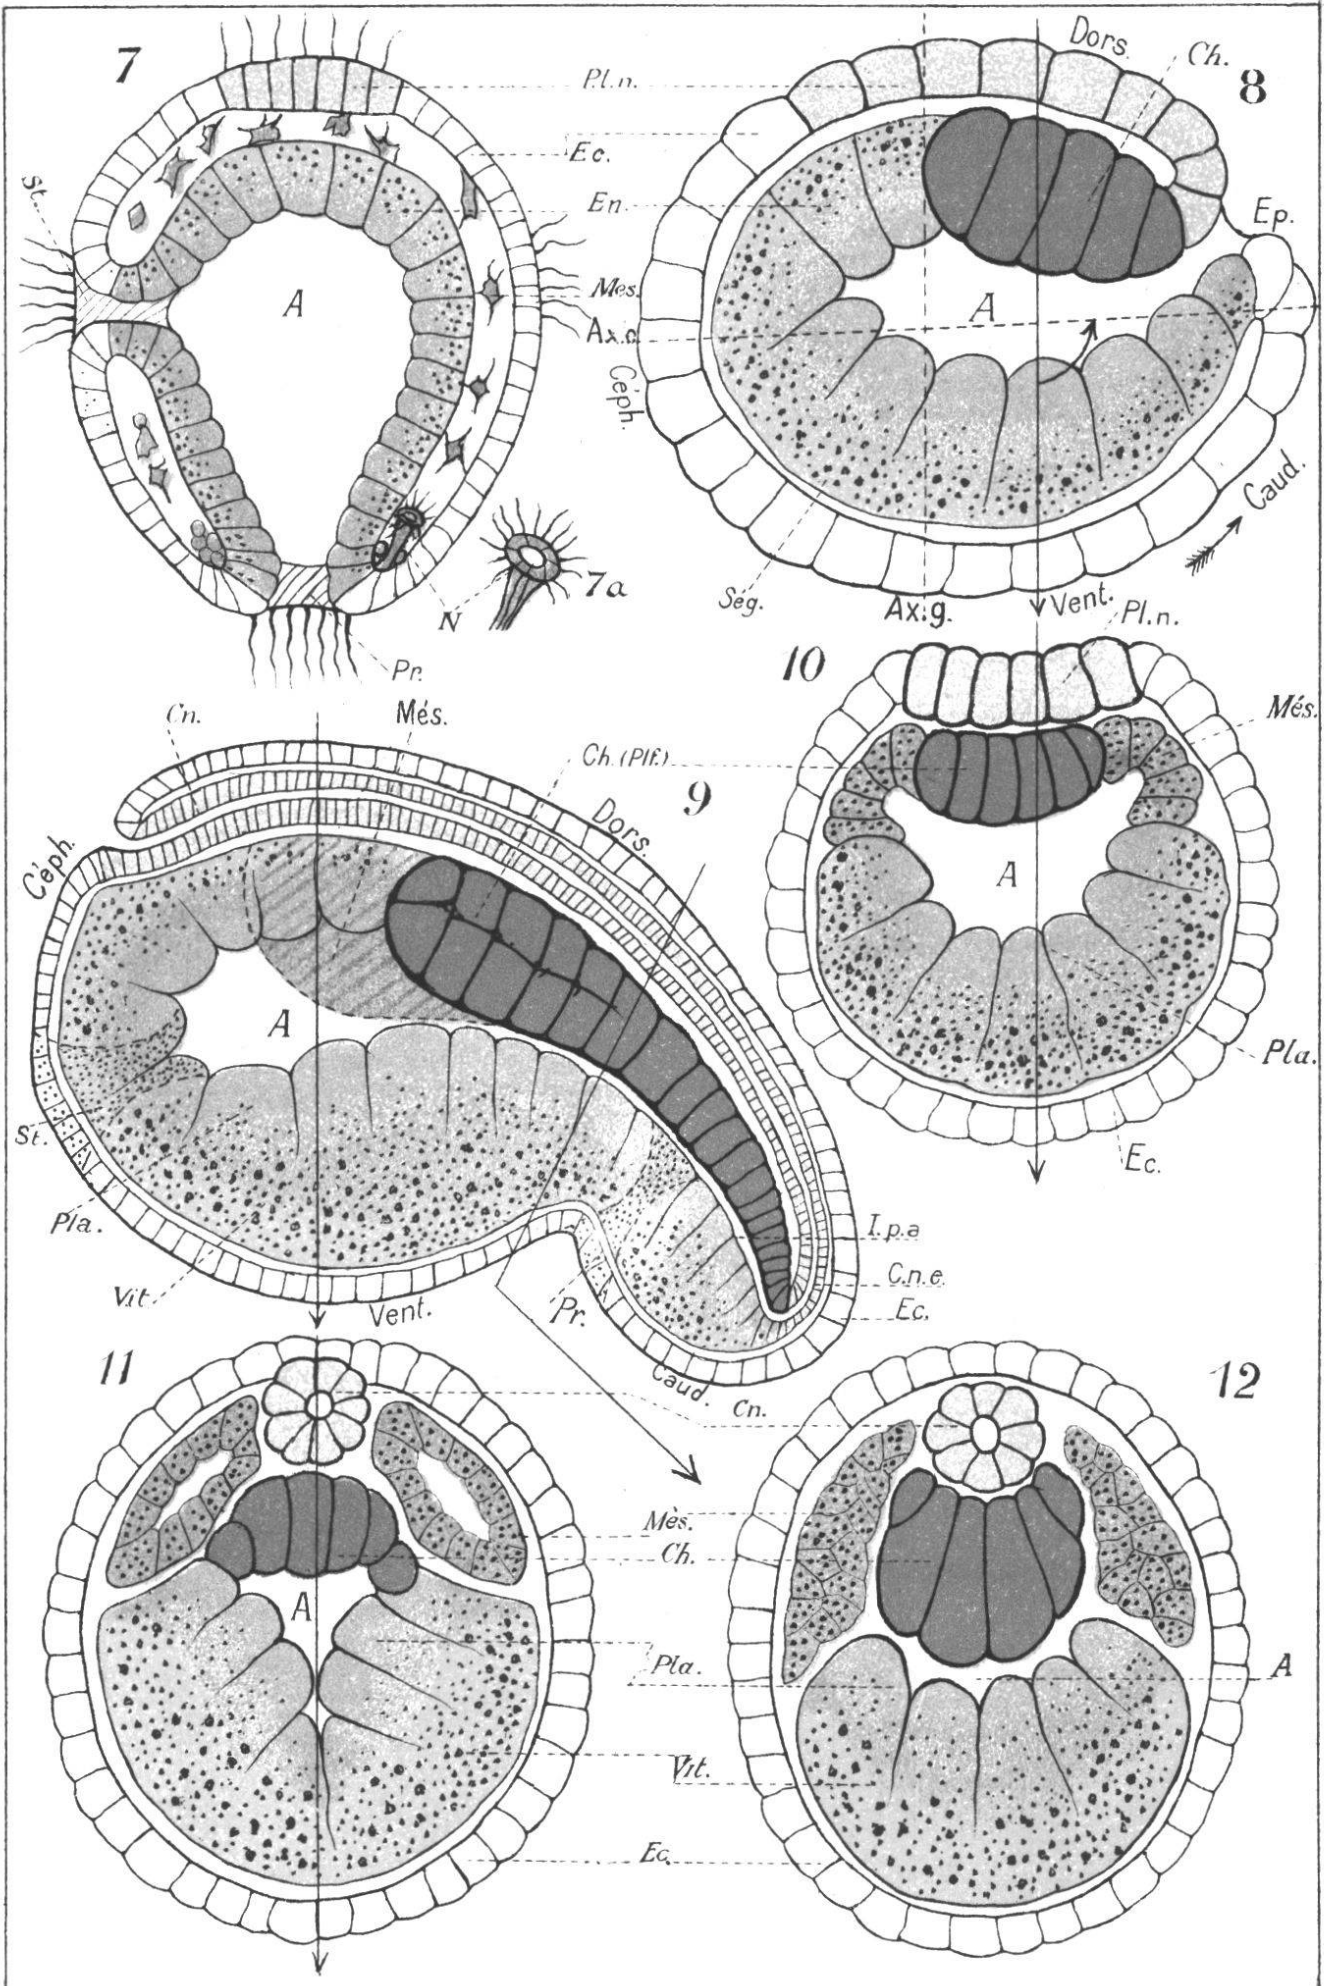 7
Pl.n.
Dors.
Ch.
8
Ec.
St.
En.
Ep.
A
Mes.
A
Ax.c.
Céph.
Caud.
7a
N
Seg.
Ax.g.
Vent.
Pl.n.
Pr.
10
Cn.
Més.
Més.
Ch. (Plf.)
9
Dors.
Céph.
A
A
Pla.
St.
Ec.
Pla.
I.p.a
Vit.
C.n.e.
Vent.
Pr.
Ec.
11
Caud.
Cn.
12
Mès.
Ch.
A
Pla.
A
Vit.
Ec.